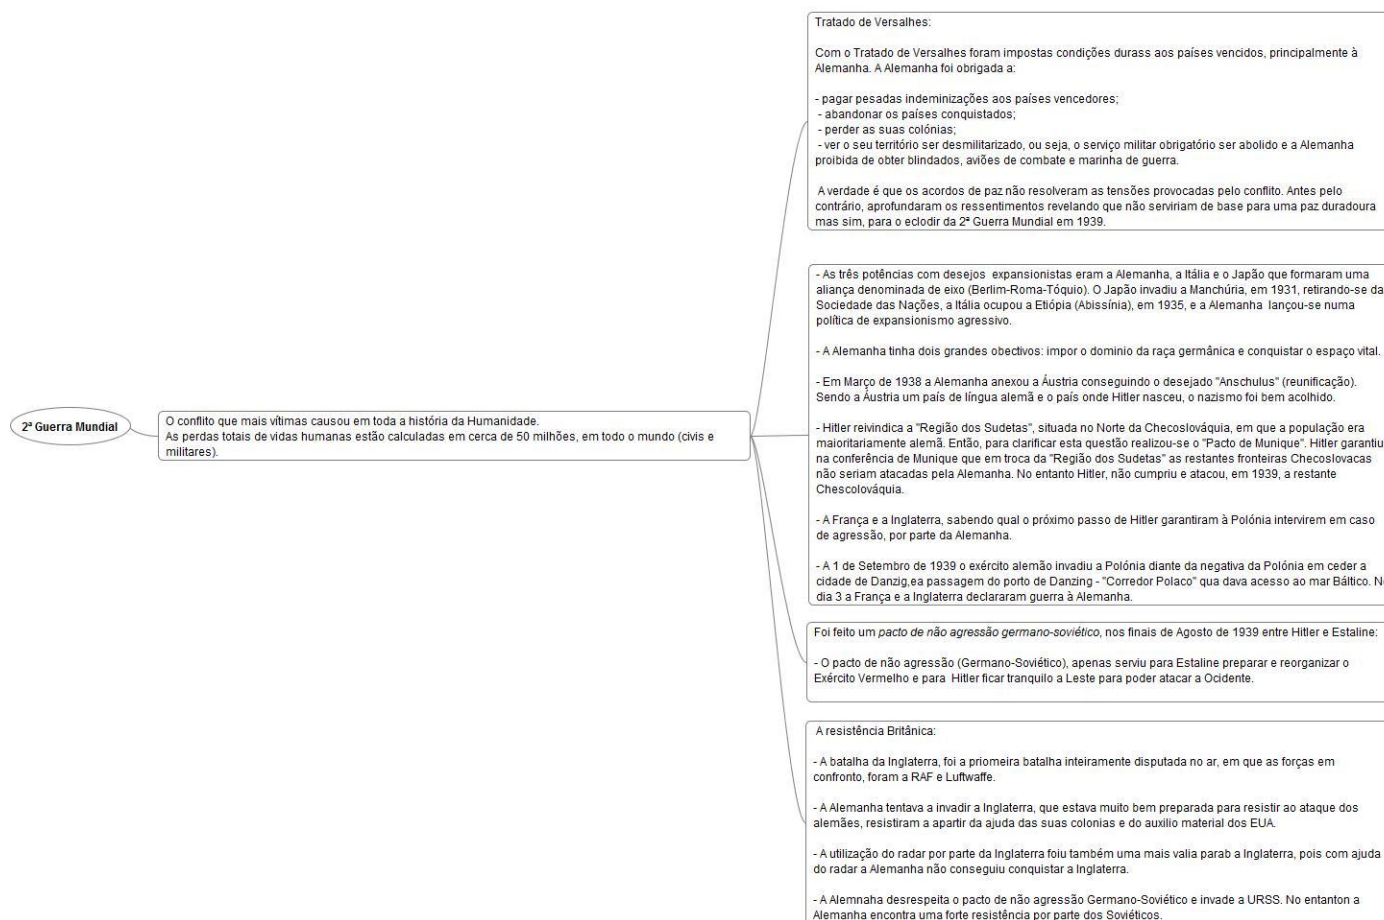 2ª Guerra Mundial
O conflito que mais vítimas causou em toda a história da Humanidade.
As perdas totais de vidas humanas estão calculadas em cerca de 50 milhões, em todo o mundo (civis e
militares).
Tratado de Versalhes:
Com o Tratado de Versalhes foram impostas condições durass aos países vencidos, principalmente à
Alemanha. A Alemanha foi obrigada a:
- pagar pesadas indeminizações aos países vencedores;
- abandonar os países conquistados;
- perder as suas colónias;
- ver o seu território ser desmilitarizado, ou seja, o serviço militar obrigatório ser abolido e a Alemanha
proibida de obter blindados, aviões de combate e marinha de guerra.
A verdade é que os acordos de paz não resolveram as tensões provocadas pelo conflito. Antes pelo
contrário, aprofundaram os ressentimentos revelando que não serviriam de base para uma paz duradoura
mas sim, para o eclodir da 2ª Guerra Mundial em 1939.
- As três potências com desejos expansionistas eram a Alemanha, a Itália e o Japão que formaram uma
aliança denominada de eixo (Berlim-Roma-Tóquio). O Japão invadiu a Manchúria, em 1931, retirando-se da
Sociedade das Nações, a Itália ocupou a Etiópia (Abissínia), em 1935, e a Alemanha lançou-se numa
política de expansionismo agressivo.
- A Alemanha tinha dois grandes obectivos: impor o dominio da raça germânica e conquistar o espaço vital.
- Em Março de 1938 a Alemanha anexou a Áustria conseguindo o desejado "Anschulus" (reunificação).
Sendo a Áustria um país de língua alemã e o país onde Hitler nasceu, o nazismo foi bem acolhido.
- Hitler reivindica a "Região dos Sudetas", situada no Norte da Checoslováquia, em que a população era
maioritariamente alemã. Então, para clarificar esta questão realizou-se o "Pacto de Munique". Hitler garantiu
na conferência de Munique que em troca da "Região dos Sudetas" as restantes fronteiras Checoslovacas
não seriam atacadas pela Alemanha. No entanto Hitler, não cumpriu e atacou, em 1939, a restante
Chescolováquia.
- A França e a Inglaterra, sabendo qual o próximo passo de Hitler garantiram à Polónia intervirem em caso
de agressão, por parte da Alemanha.
- A 1 de Setembro de 1939 o exército alemão invadiu a Polónia diante da negativa da Polónia em ceder a
cidade de Danzig,ea passagem do porto de Danzing - "Corredor Polaco" qua dava acesso ao mar Báltico.
dia 3 a França e a Inglaterra declararam guerra à Alemanha.
Foi feito um pacto de não agressão germano-soviético, nos finais de Agosto de 1939 entre Hitler e Estaline:
- O pacto de não agressão (Germano-Soviético), apenas serviu para Estaline preparar e reorganizar o
Exército Vermelho e para Hitler ficar tranquilo a Leste para poder atacar a Ocidente.
A resistência Britânica:
- A batalha da Inglaterra, foi a priomeira batalha inteiramente disputada no ar, em que as forças em
confronto, foram a RAF e Luftwaffe.
- A Alemanha tentava a invadir a Inglaterra, que estava muito bem preparada para resistir ao ataque dos
alemães, resistiram a apartir da ajuda das suas colonias e do auxilio material dos EUA.
- A utilização do radar por parte da Inglaterra foiu também uma mais valia parab a Inglaterra, pois com ajuda
do radar a Alemanha não conseguiu conquistar a Inglaterra.
- A Alemnaha desrespeita o pacto de não agressão Germano-Soviético e invade a URSS. No entanton a
Alemanha encontra uma forte resistência por parte dos Soviéticos.